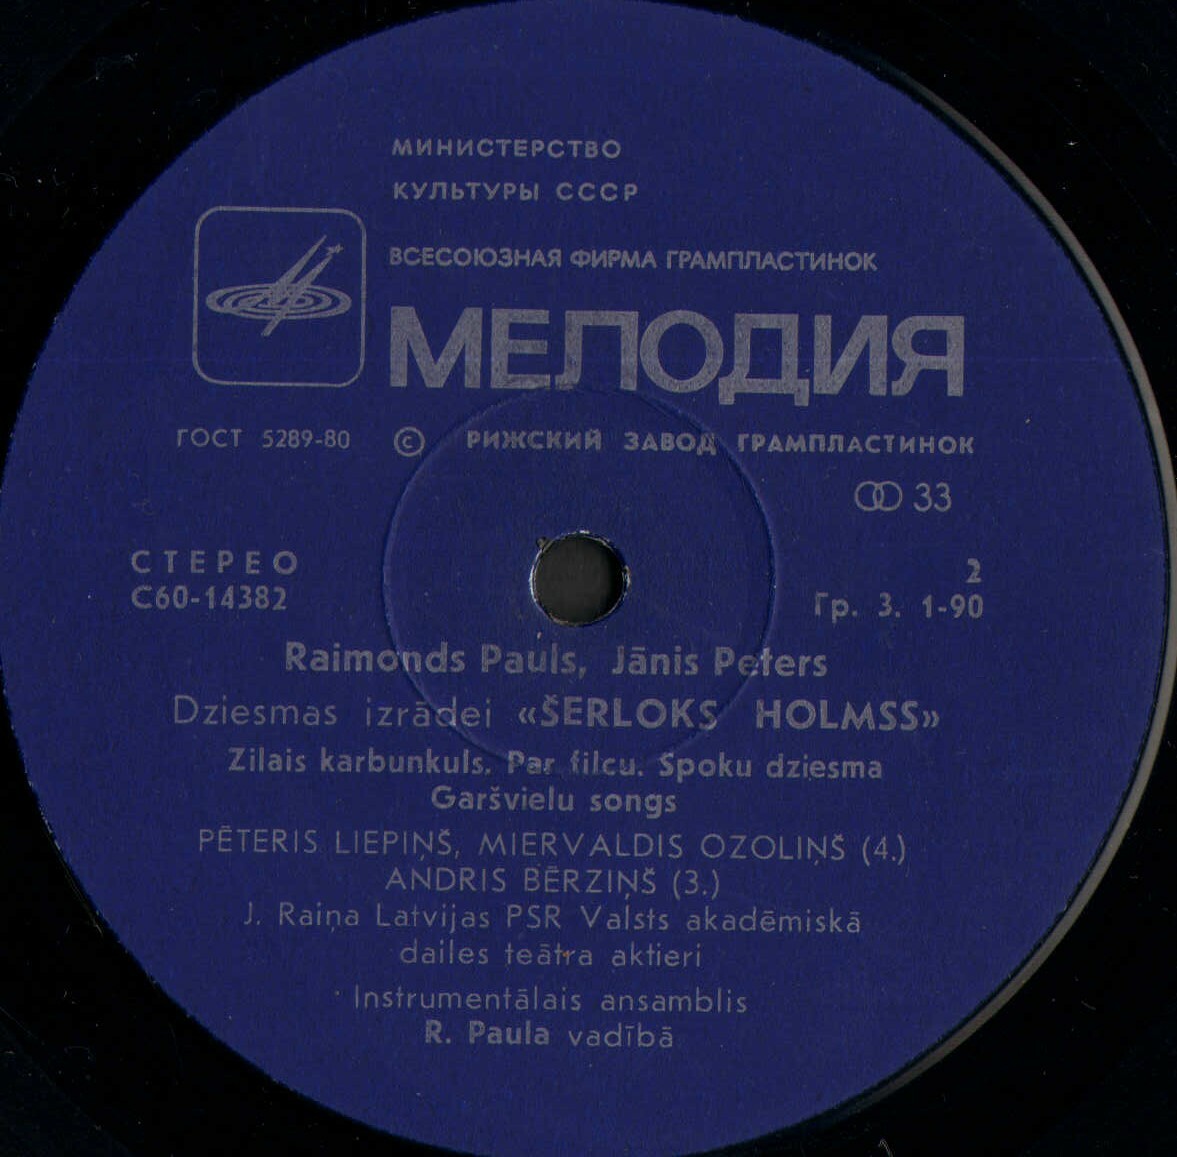 МИНИСТЕРСТВО
КУЛЬТУРЫ СССР
ВСЕСОЮЗНАЯ ФИРМА ГРАМПЛАСТИНОК
МЕЛОДИЯ
ГОСТ 5289-80 © РИЖСКИЙ ЗАВОД ГРАМПЛАСТИНОК
33
СТЕРЕО
2
С60-14382
Гр. 3. 1-90
Raimonds Pauls, Jānis Peters
Dziesmas izrādei «ŠERLOKS HOLMSS»
Zilais karbunkuls. Par filcu. Spoku dziesma
Garšvielu songs
PĒTERIS LIEPIŅŠ, MIERVALDIS OZOLIŅŠ (4.)
ANDRIS BĒRZIŅŠ (3.)
J. Raiņa Latvijas PSR Valsts akadēmiskā
dailes teātra aktieri
Instrumentālais ansamblis
R. Paula vadībā